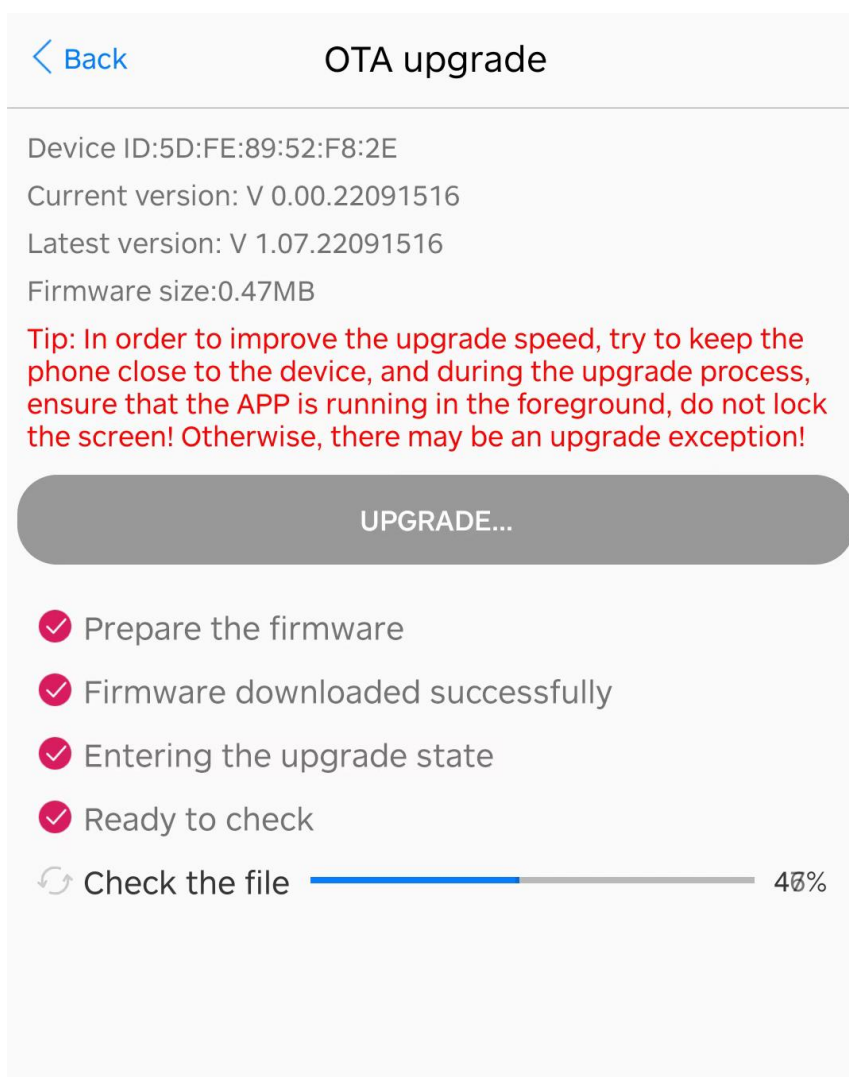 Back
OTA upgrade
Device ID:5D:FE:89:52:F8:2E
Current version: V 0.00.22091516
Latest version: V 1.07.22091516
Firmware size:0.47MB
Tip: In order to improve the upgrade speed, try to keep the
phone close to the device, and during the upgrade process,
ensure that the APP is running in the foreground, do not lock
the screen! Otherwise, there may be an upgrade exception!
UPGRADE...
Prepare the firmware
Firmware downloaded successfully
Entering the upgrade state
Ready to check
Check the file